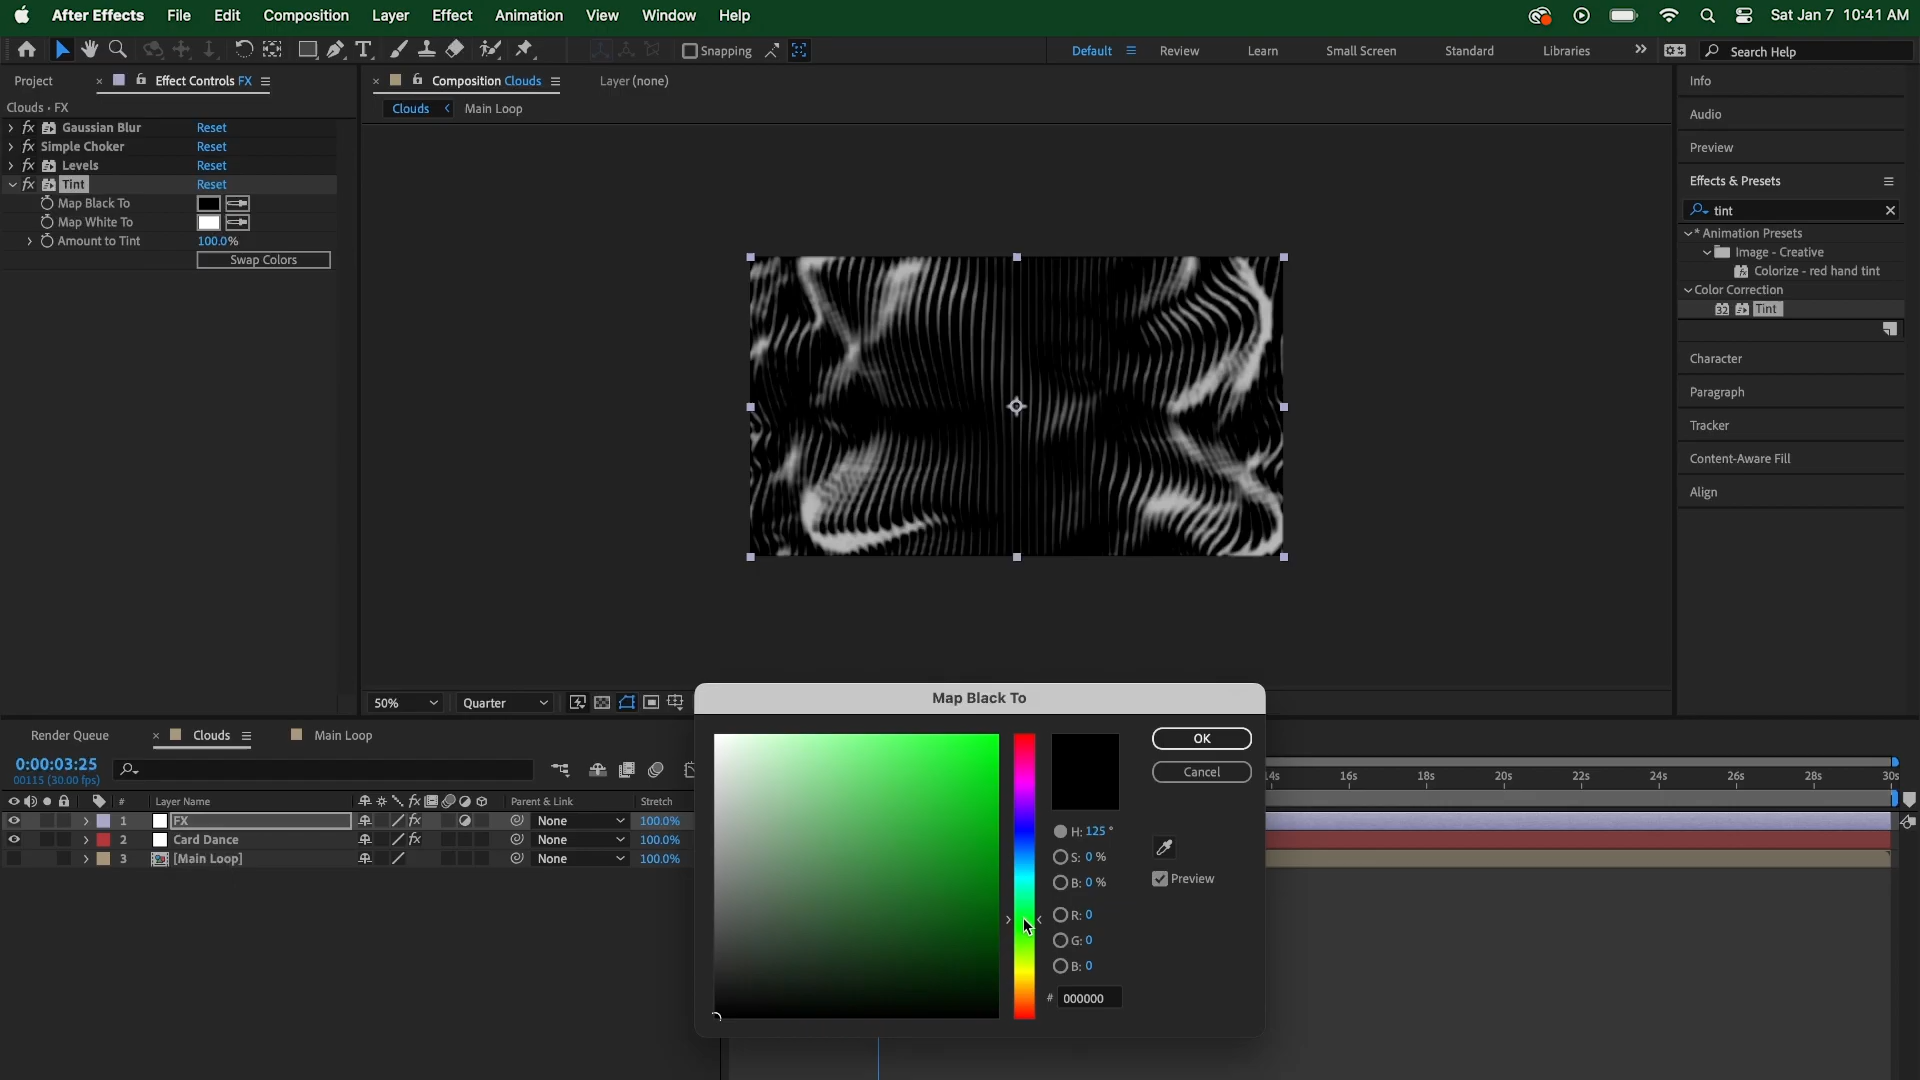 After Effects File Edit Composition Layer Effect Animation View Window Help Sat Jan 7 10:41 AM
Snapping Default Review Learn Small Screen Standard Libraries Search Help
Project Effect Controls FX Composition Clouds Layer (none) Info
Clouds • FX Clouds Main Loop
Gaussian Blur Reset
Simple Choker Reset
Levels Reset
Tint Reset
Map Black To
Map White To
Amount to Tint 100.0%
Swap Colors
Audio
Preview
Effects & Presets
tint
* Animation Presets
Image - Creative
Colorize - red hand tint
Color Correction
32 Tint
Character
Paragraph
Tracker
Content-Aware Fill
Align
50% Quarter
Map Black To
OK
Cancel
H: 125 °
S: 0 %
B: 0 %
Preview
R: 0
G: 0
B: 0
# 000000
Render Queue Clouds Main Loop
0:00:03:25
00115 (30.00 fps)
14s 16s 18s 20s 22s 24s 26s 28s 30s
# Layer Name fx Parent & Link Stretch
1 FX fx None 100.0%
2 Card Dance fx None 100.0%
3 [Main Loop] None 100.0%